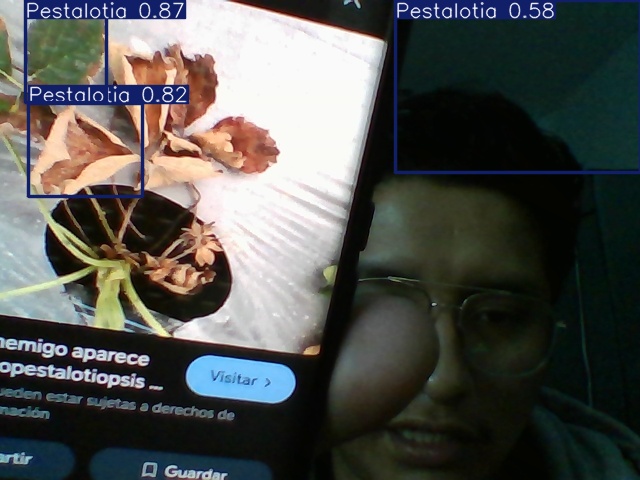 Pestalotia 0.87
Pestalotia 0.82
Pestalotia 0.58
nemigo aparece
opestalotiopsis ...
Visitar >
ueden estar sujetas a derechos de
mación
artir
Guardar